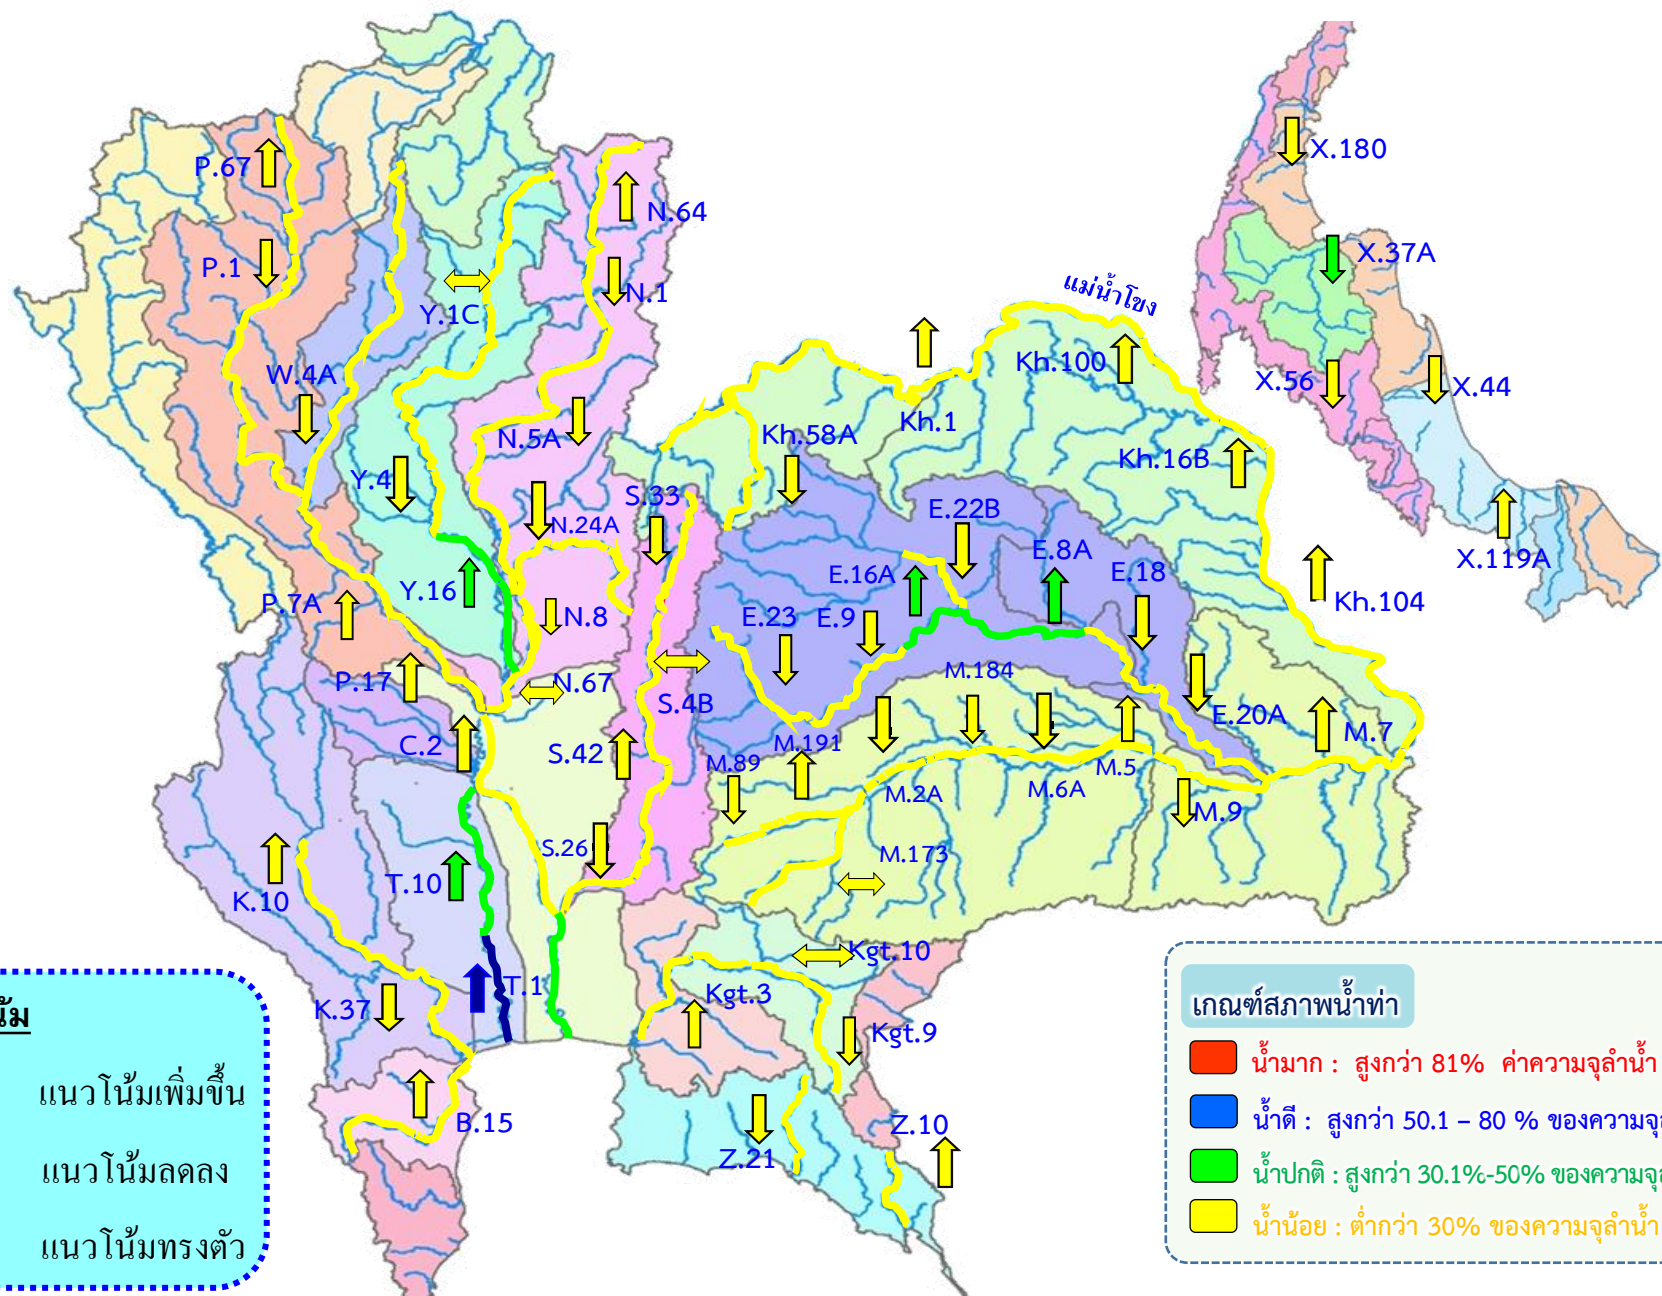 P.67
P.1
W.4A
Y.1C
N.64
N.1
N.5A
Y.4
N.24A
Y.16
N.8
P.7A
P.17
N.67
C.2
S.33
S.4B
S.42
S.26
แม่น้ำโขง
Kh.100
Kh.1
Kh.58A
Kh.16B
Kh.104
E.22B
E.8A
E.16A
E.18
E.23
E.9
E.20A
M.184
M.191
M.89
M.2A
M.6A
M.5
M.7
M.9
M.173
K.10
T.10
T.1
K.37
B.15
Kgt.10
Kgt.3
Kgt.9
Z.10
Z.21
X.180
X.37A
X.56
X.44
X.119A
แนวโน้มเพิ่มขึ้น
แนวโน้มลดลง
แนวโน้มทรงตัว
เกณฑ์สภาพน้ำท่า
น้ำมาก : สูงกว่า 81% ค่าความจุลำน้ำ
น้ำดี : สูงกว่า 50.1 – 80 % ของความจุ
น้ำปกติ : สูงกว่า 30.1%-50% ของความจุ
น้ำน้อย : ต่ำกว่า 30% ของความจุลำน้ำ